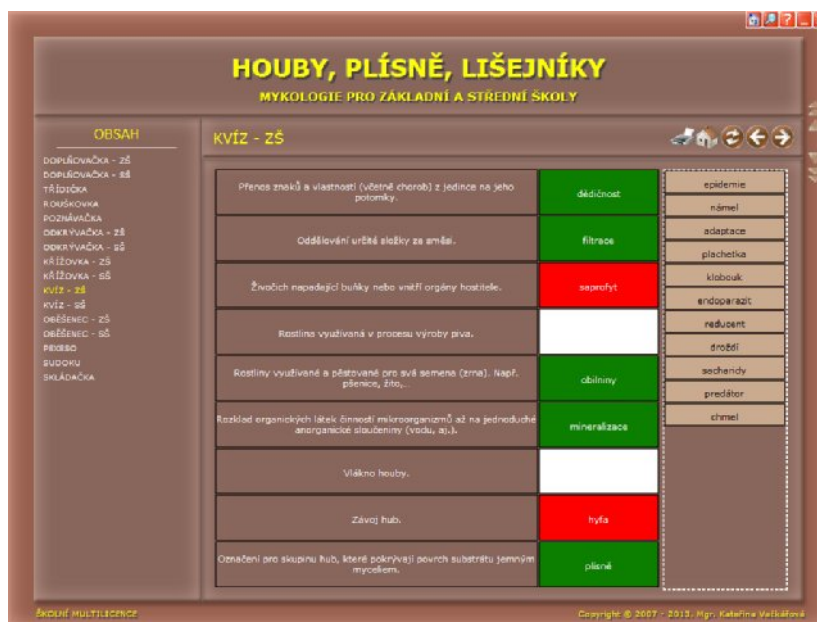 HOUBY, PLÍSNĚ, LIŠEJNÍKY
MYKOLOGIE PRO ZÁKLADNÍ A STŘEDNÍ ŠKOLY
OBSAH
DOPLŇOVAČKA - ZŠ
DOPLŇOVAČKA - SŠ
TŘÍDIČKA
ROUŠKOVKA
POZNÁVAČKA
ODKRÝVAČKA - ZŠ
ODKRÝVAČKA - SŠ
KŘÍŽOVKA - ZŠ
KŘÍŽOVKA - SŠ
KVÍZ - ZŠ
KVÍZ - SŠ
OBĚŠENEC - ZŠ
OBĚŠENEC - SŠ
PEXESO
SUDOKU
SKLÁDAČKA
KVÍZ - ZŠ
Přenos znaků a vlastností (včetně chorob) z jedince na jeho
potomky.
dědičnost
Oddělování určité složky ze směsi.
filtrace
Živočich napadající buňky nebo vnitřní orgány hostitele.
saprofyt
Rostlina využívaná v procesu výroby piva.
Rostliny využívané a pěstované pro svá semena (zrna). Např.
pšenice, žito,..
obilniny
Rozklad organických látek činností mikroorganizmů až na jednoduché
anorganické sloučeniny (vodu, aj.).
mineralizace
Vlákno houby.
Závoj hub.
hyfa
Označení pro skupinu hub, které pokrývají povrch substrátu jemným
myceliem.
plísně
epidemie
námel
adaptace
plachetka
klobouk
endoparazit
reducent
droždí
sacharidy
predátor
chmel
ŠKOLNÍ MULTILICENCE
Copyright © 2007 - 2013. Mgr. Kateřina Vaškářová